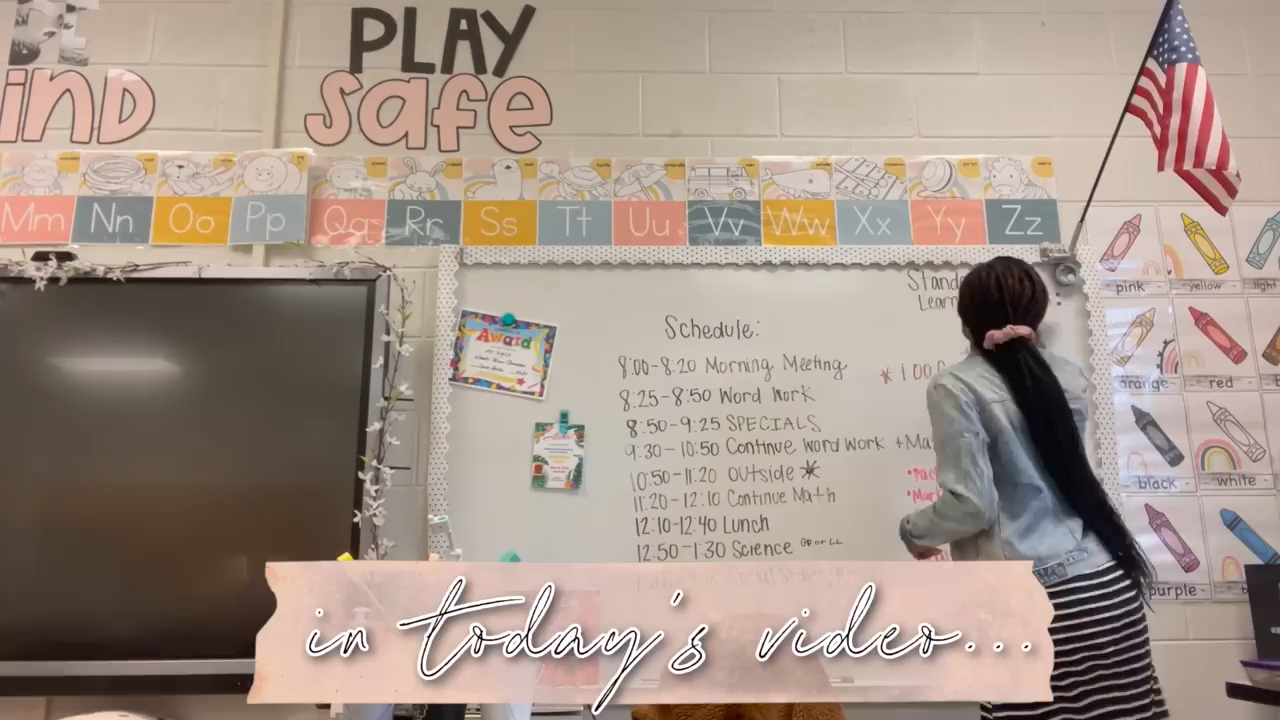 PLAY
safe
Mm Nn Oo Pp Qq Rr Ss Tt Uu Vv Ww Xx Yy Zz
Learn
Schedule:
8:00-8:20 Morning Meeting
8:25-8:50 Word Work
8:50-9:25 SPECIALS
9:30-10:50 Continue Word Work + Ma
10:50-11:20 outside *
11:20-12:10 Continue Math
12:10-12:40 Lunch
12:50-1:30 Science
Award
pink yellow light
orange red
black white
purple
in today's video...